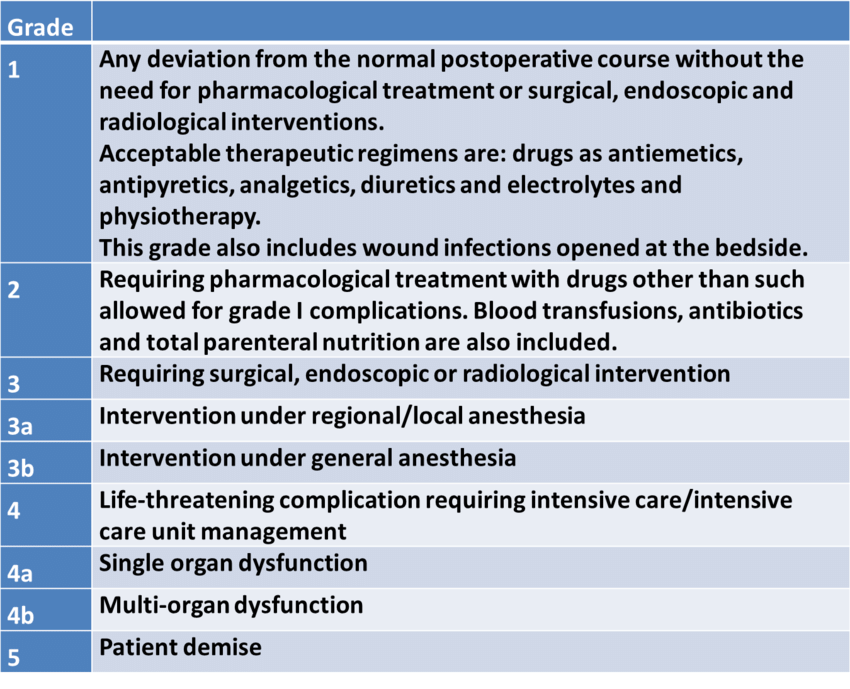 Grade
1
Any deviation from the normal postoperative course without the
need for pharmacological treatment or surgical, endoscopic and
radiological interventions.
Acceptable therapeutic regimens are: drugs as antiemetics,
antipyretics, analgetics, diuretics and electrolytes and
physiotherapy.
This grade also includes wound infections opened at the bedside.
2
Requiring pharmacological treatment with drugs other than such
allowed for grade I complications. Blood transfusions, antibiotics
and total parenteral nutrition are also included.
3
Requiring surgical, endoscopic or radiological intervention
3a
Intervention under regional/local anesthesia
3b
Intervention under general anesthesia
4
Life-threatening complication requiring intensive care/intensive
care unit management
4a
Single organ dysfunction
4b
Multi-organ dysfunction
5
Patient demise